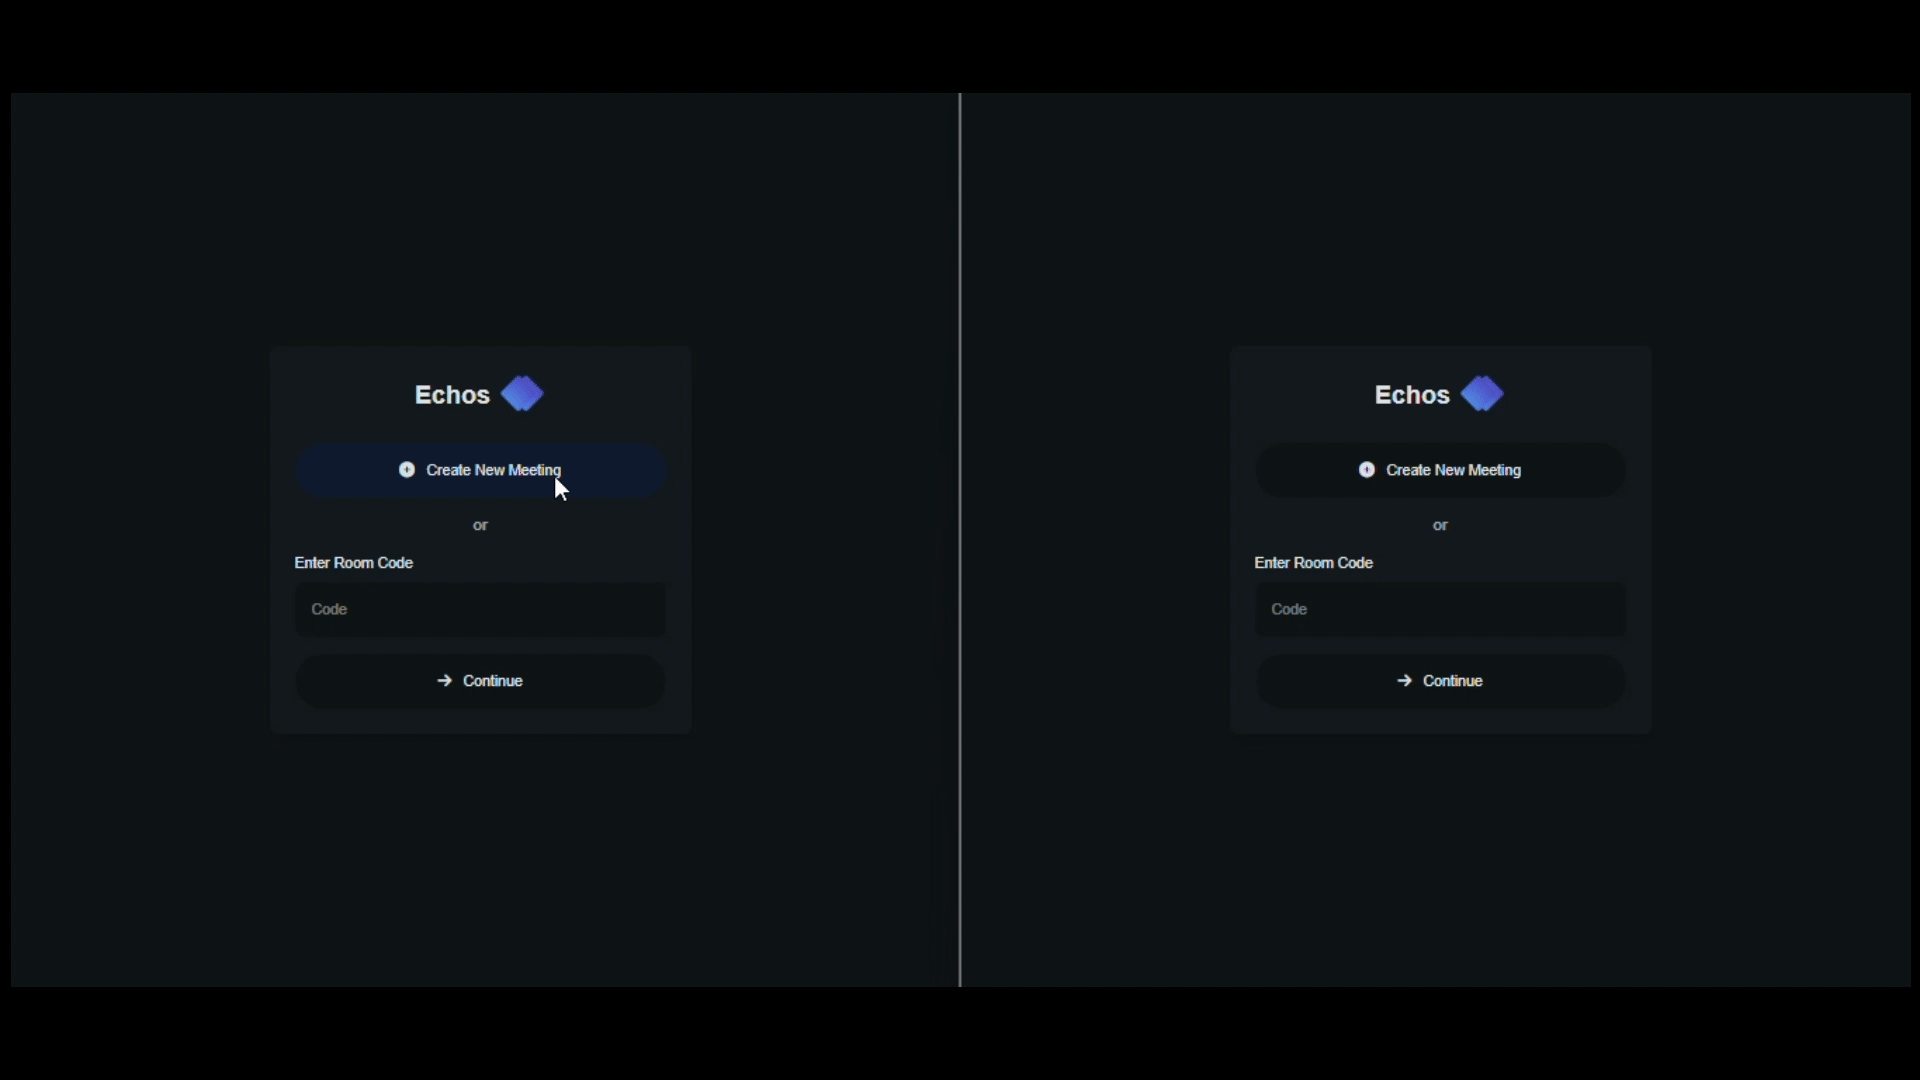 Echos
Create New Meeting
or
Enter Room Code
Code
Continue
Echos
Create New Meeting
or
Enter Room Code
Code
Continue